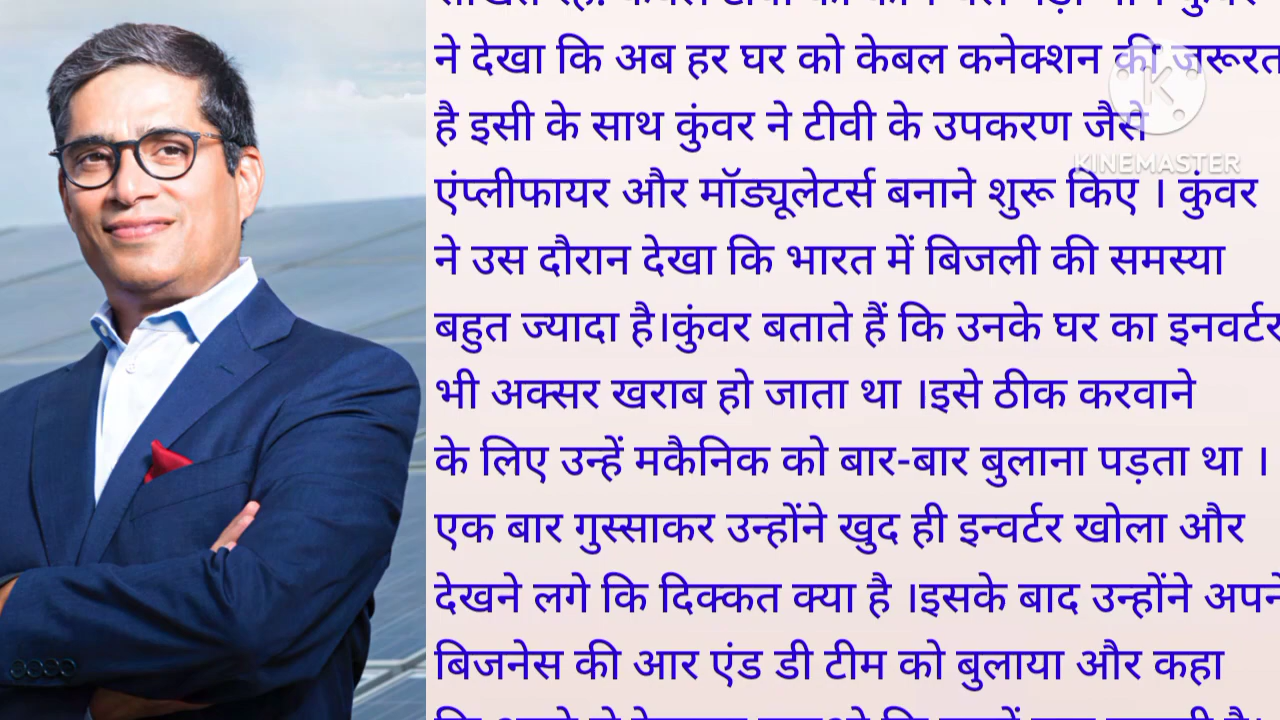 ने देखा कि अब हर घर को केबल कनेक्शन की जरूरत
है इसी के साथ कुंवर ने टीवी के उपकरण जैसे
एंप्लीफायर और मॉड्यूलेटर्स बनाने शुरू किए । कुंवर
ने उस दौरान देखा कि भारत में बिजली की समस्या
बहुत ज्यादा है।कुंवर बताते हैं कि उनके घर का इनवर्टर
भी अक्सर खराब हो जाता था ।इसे ठीक करवाने
के लिए उन्हें मकैनिक को बार-बार बुलाना पड़ता था ।
एक बार गुस्साकर उन्होंने खुद ही इन्वर्टर खोला और
देखने लगे कि दिक्कत क्या है ।इसके बाद उन्होंने अपने
बिजनेस की आर एंड डी टीम को बुलाया और कहा
KINEMASTER